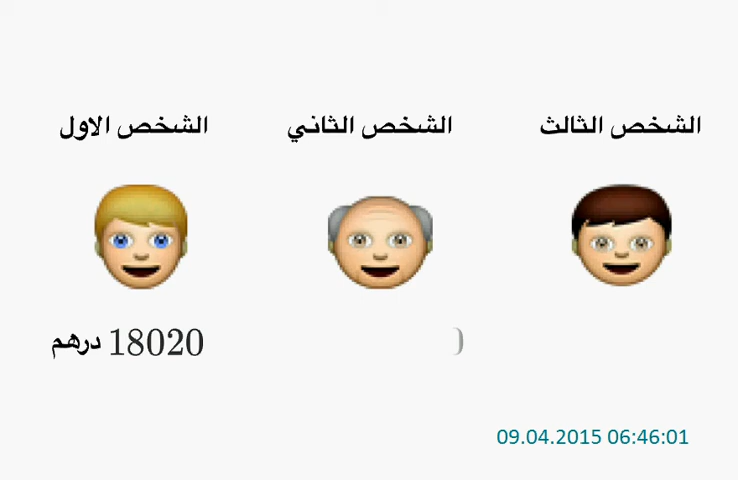 الشخص الاول
الشخص الثاني
الشخص الثالث
18020 درهم
09.04.2015 06:46:01